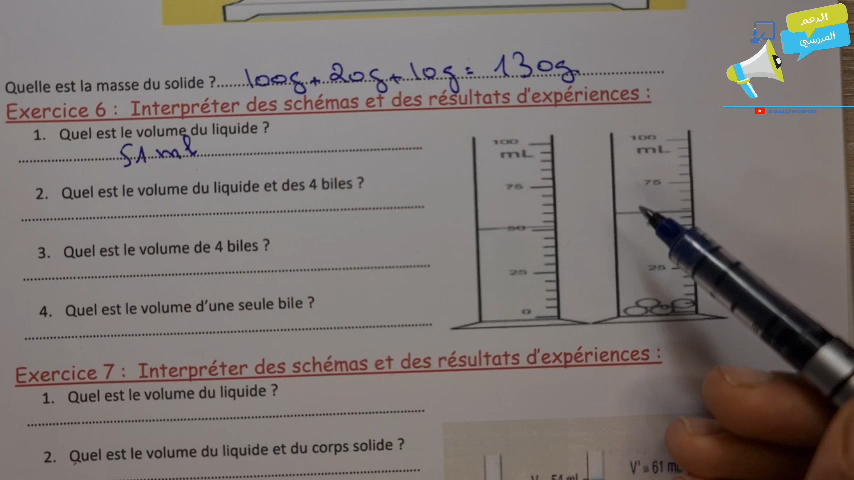 الدعم
المدرسي
Quelle est la masse du solide ?........100g + 20g + 10g = 130g
Exercice 6 : Interpréter des schémas et des résultats d'expériences :
1. Quel est le volume du liquide ?
51 ml
2. Quel est le volume du liquide et des 4 biles ?
3. Quel est le volume de 4 biles ?
4. Quel est le volume d'une seule bile ?
100
mL
75
50
25
0
100
mL
75
25
Exercice 7 : Interpréter des schémas et des résultats d'expériences :
1. Quel est le volume du liquide ?
2. Quel est le volume du liquide et du corps solide ?
V = 54 ml
V' = 61 mL